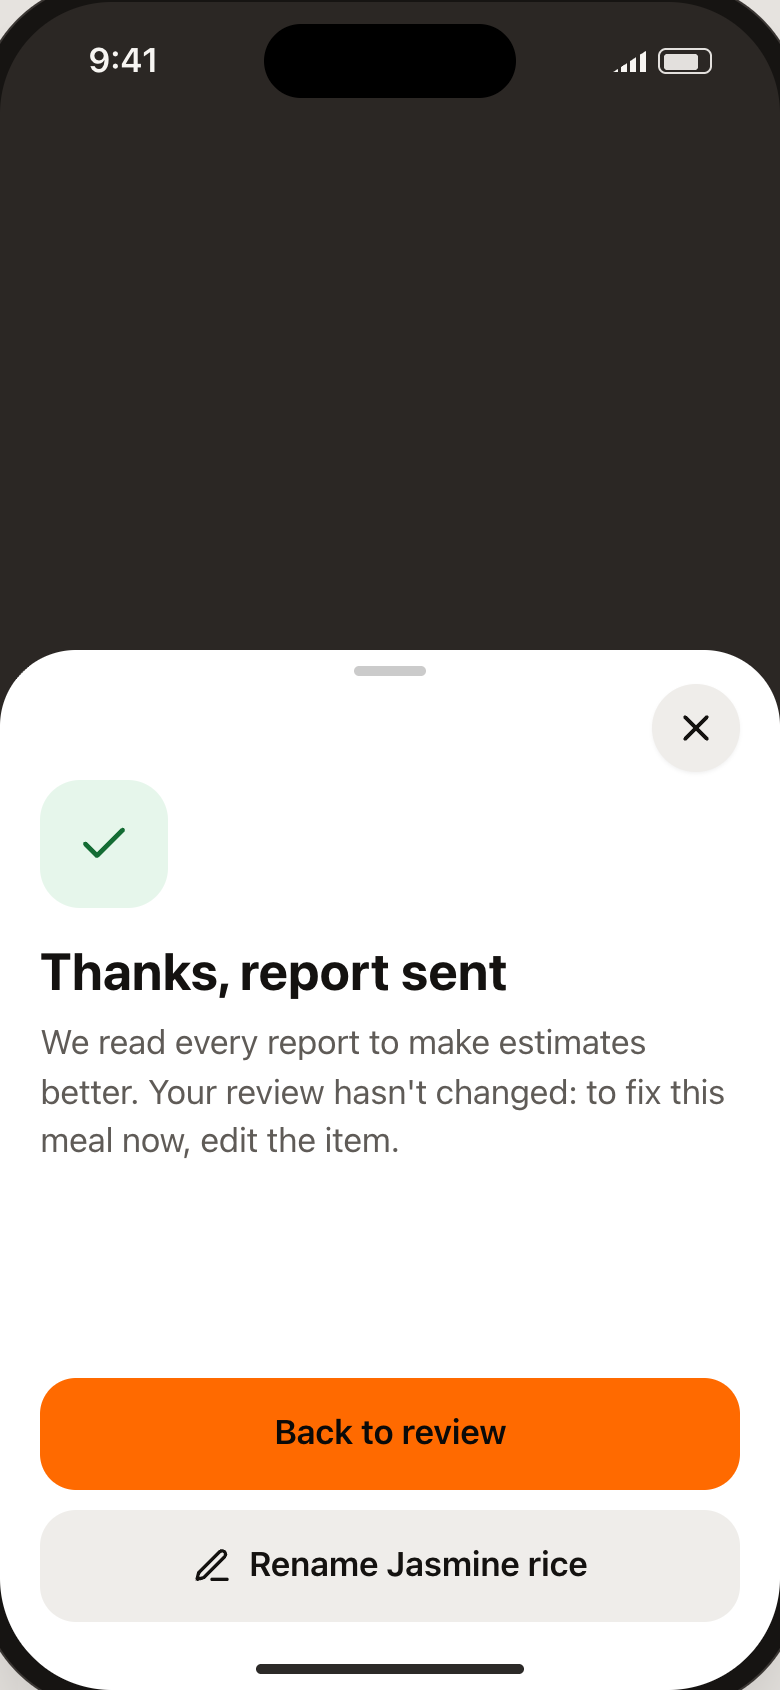 9:41
Thanks, report sent
We read every report to make estimates
better. Your review hasn't changed: to fix this
meal now, edit the item.
Back to review
Rename Jasmine rice